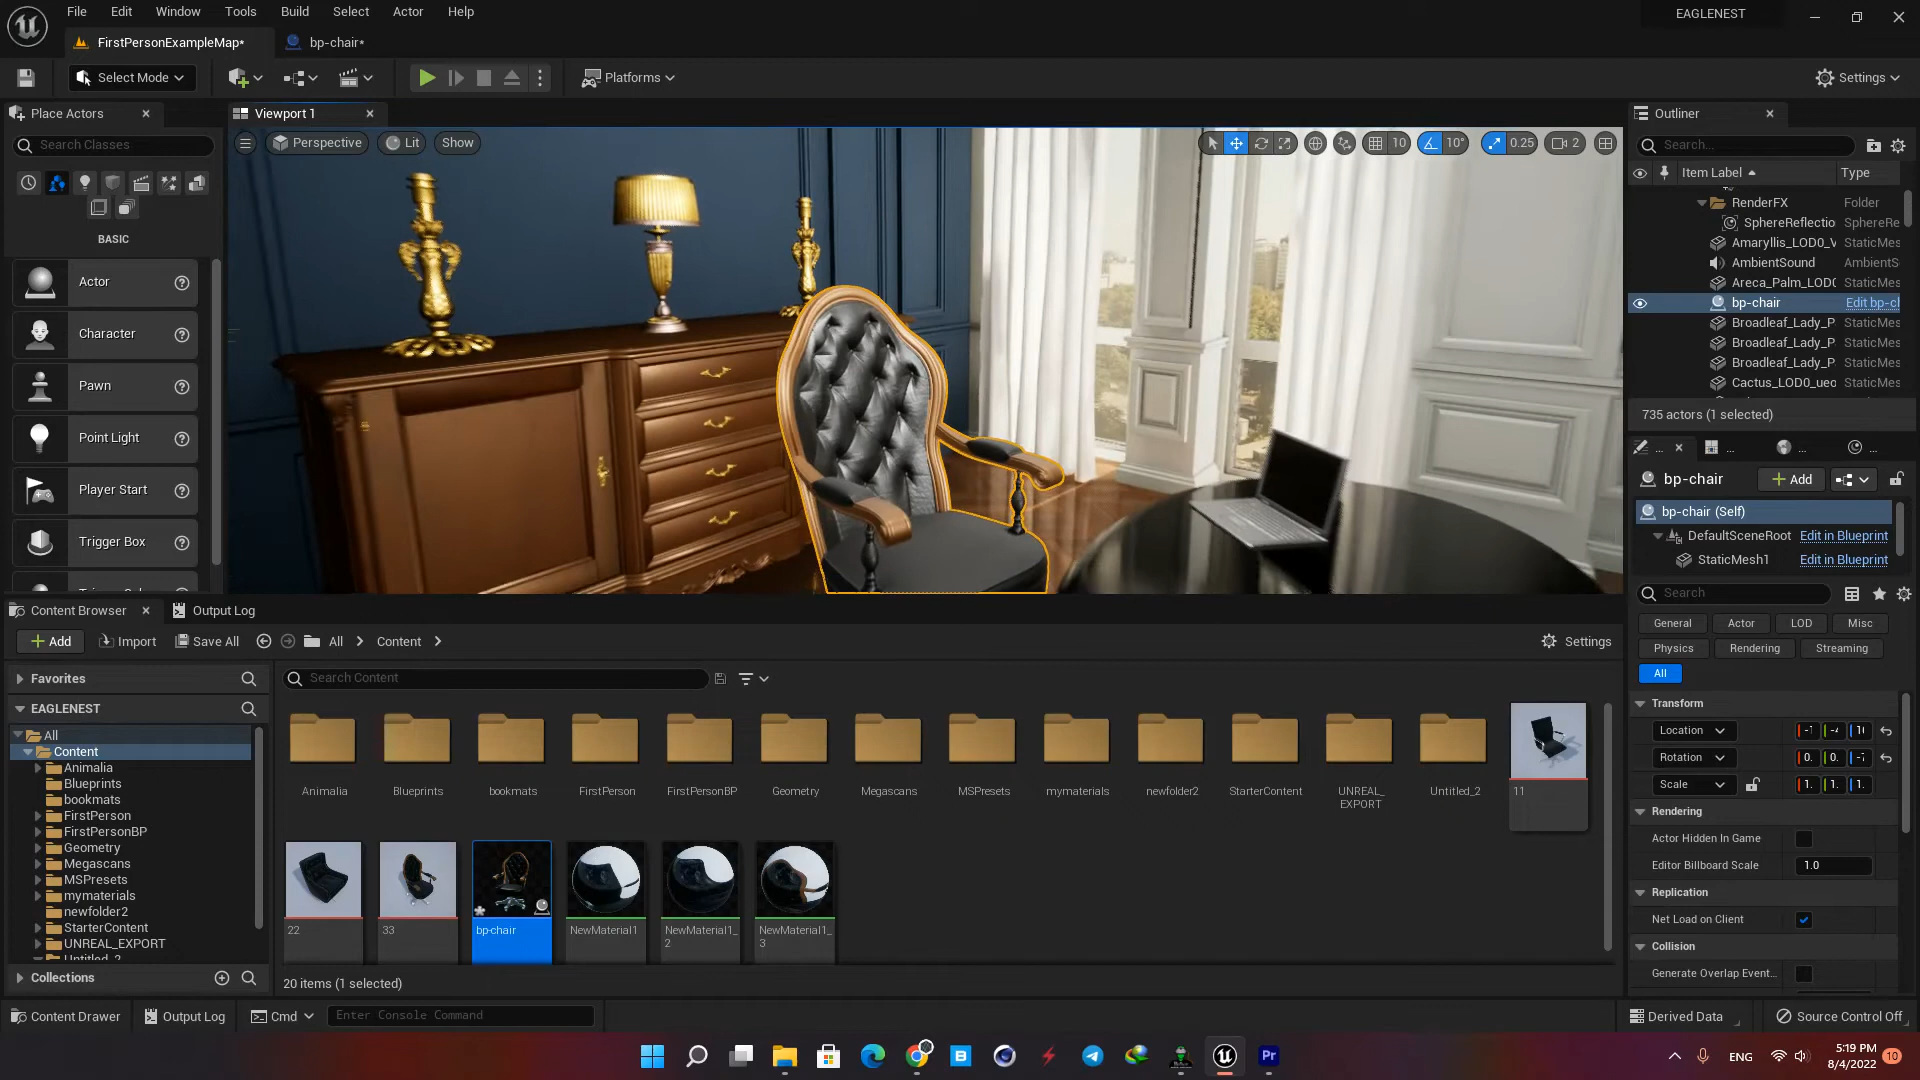 File Edit Window Tools Build Select Actor Help
EAGLENEST
FirstPersonExampleMap*
bp-chair*
Select Mode
Platforms
Settings
Place Actors
Viewport 1
Outliner
Search Classes
Perspective
Lit
Show
10
10°
0.25
2
Search...
Item Label
Type
RenderFX Folder
SphereReflectio SphereRe
Amaryllis_LOD0_V StaticMes
AmbientSound AmbientS
Areca_Palm_LOD( StaticMes
bp-chair Edit bp-cl
Broadleaf_Lady_P StaticMes
Broadleaf_Lady_P. StaticMes
Broadleaf_Lady_P. StaticMes
Cactus_LOD0_ueo StaticMes
735 actors (1 selected)
BASIC
Actor
Character
Pawn
Point Light
Player Start
Trigger Box
bp-chair
Add
bp-chair (Self)
DefaultSceneRoot Edit in Blueprint
StaticMesh1 Edit in Blueprint
Search
General Actor LOD Misc
Physics Rendering Streaming
All
Transform
Location
Rotation
Scale
Rendering
Actor Hidden In Game
Editor Billboard Scale 1.0
Replication
Net Load on Client
Collision
Generate Overlap Event...
Content Browser
Output Log
Add
Import
Save All
All
Content
Settings
Favorites
Search Content
EAGLENEST
All
Content
Animalia
Blueprints
bookmats
FirstPerson
FirstPersonBP
Geometry
Megascans
MSPresets
mymaterials
newfolder2
StarterContent
UNREAL_EXPORT
Untitled_2
Collections
Animalia
Blueprints
bookmats
FirstPerson
FirstPersonBP
Geometry
Megascans
MSPresets
mymaterials
newfolder2
StarterContent
UNREAL_
EXPORT
Untitled_2
11
22
33
bp-chair
NewMaterial1
NewMaterial1_
2
NewMaterial1_
3
20 items (1 selected)
Content Drawer
Output Log
Cmd
Enter Console Command
Derived Data
Source Control Off
ENG
5:19 PM
8/4/2022
10